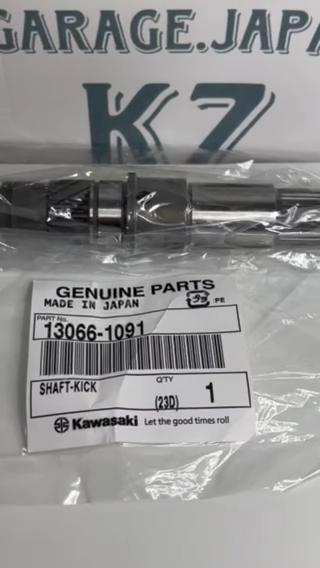 GARAGE.JAPA
KZ
GENUINE PARTS
MADE IN JAPAN
:PE
PART No.
13066-1091
SHAFT-KICK
Q'TY
(23D)
1
Kawasaki Let the good times roll